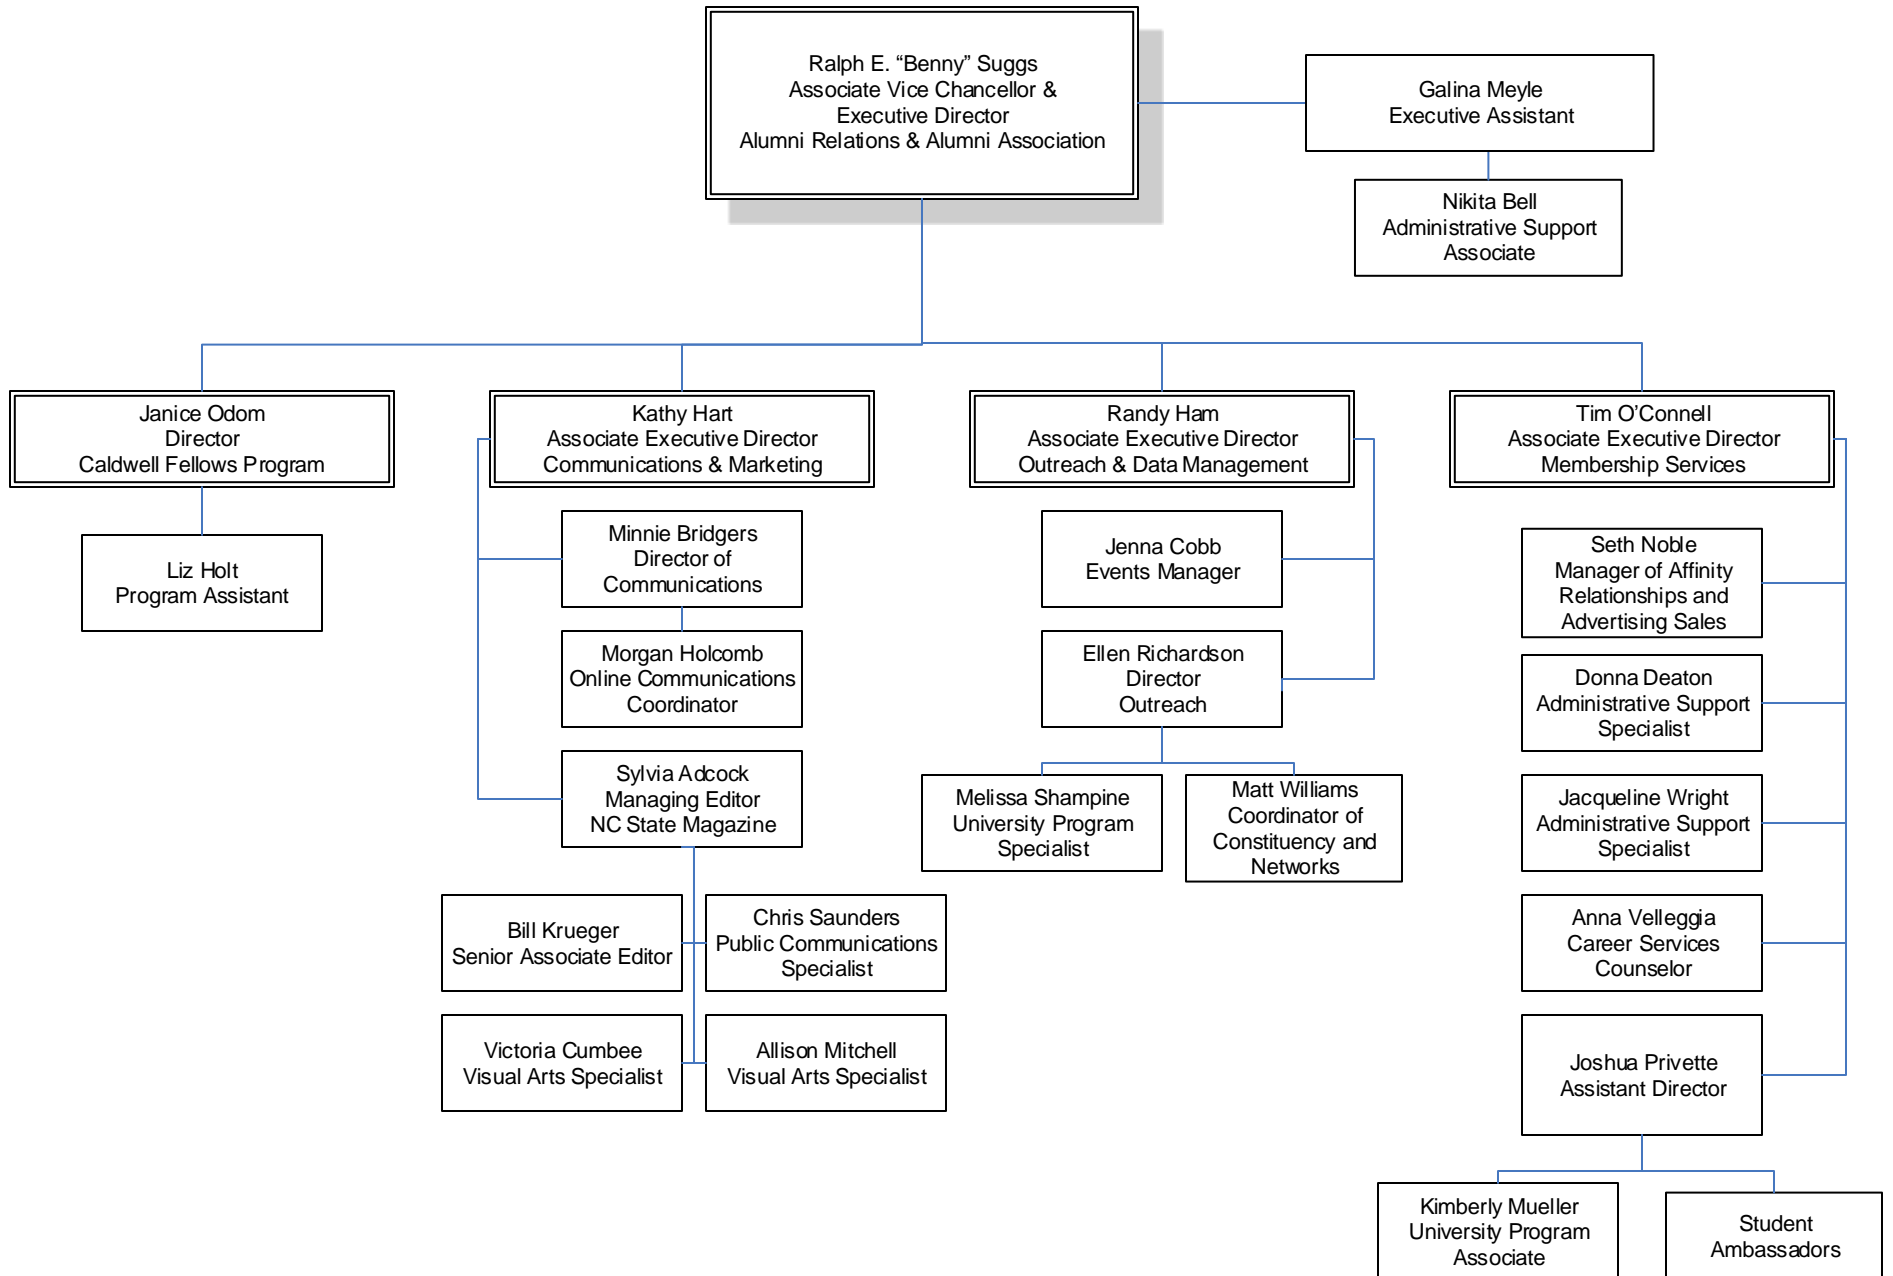 Ralph E. “Benny” Suggs
Associate Vice Chancellor &
Executive Director
Alumni Relations & Alumni Association
Galina Meyle
Executive Assistant
Nikita Bell
Administrative Support
Associate
Janice Odom
Director
Caldwell Fellows Program
Liz Holt
Program Assistant
Kathy Hart
Associate Executive Director
Communications & Marketing
Minnie Bridgers
Director of
Communications
Morgan Holcomb
Online Communications
Coordinator
Sylvia Adcock
Managing Editor
NC State Magazine
Bill Krueger
Senior Associate Editor
Chris Saunders
Public Communications
Specialist
Victoria Cumbee
Visual Arts Specialist
Allison Mitchell
Visual Arts Specialist
Randy Ham
Associate Executive Director
Outreach & Data Management
Jenna Cobb
Events Manager
Ellen Richardson
Director
Outreach
Melissa Shampine
University Program
Specialist
Matt Williams
Coordinator of
Constituency and
Networks
Tim O’Connell
Associate Executive Director
Membership Services
Seth Noble
Manager of Affinity
Relationships and
Advertising Sales
Donna Deaton
Administrative Support
Specialist
Jacqueline Wright
Administrative Support
Specialist
Anna Velleggia
Career Services
Counselor
Joshua Privette
Assistant Director
Kimberly Mueller
University Program
Associate
Student
Ambassadors